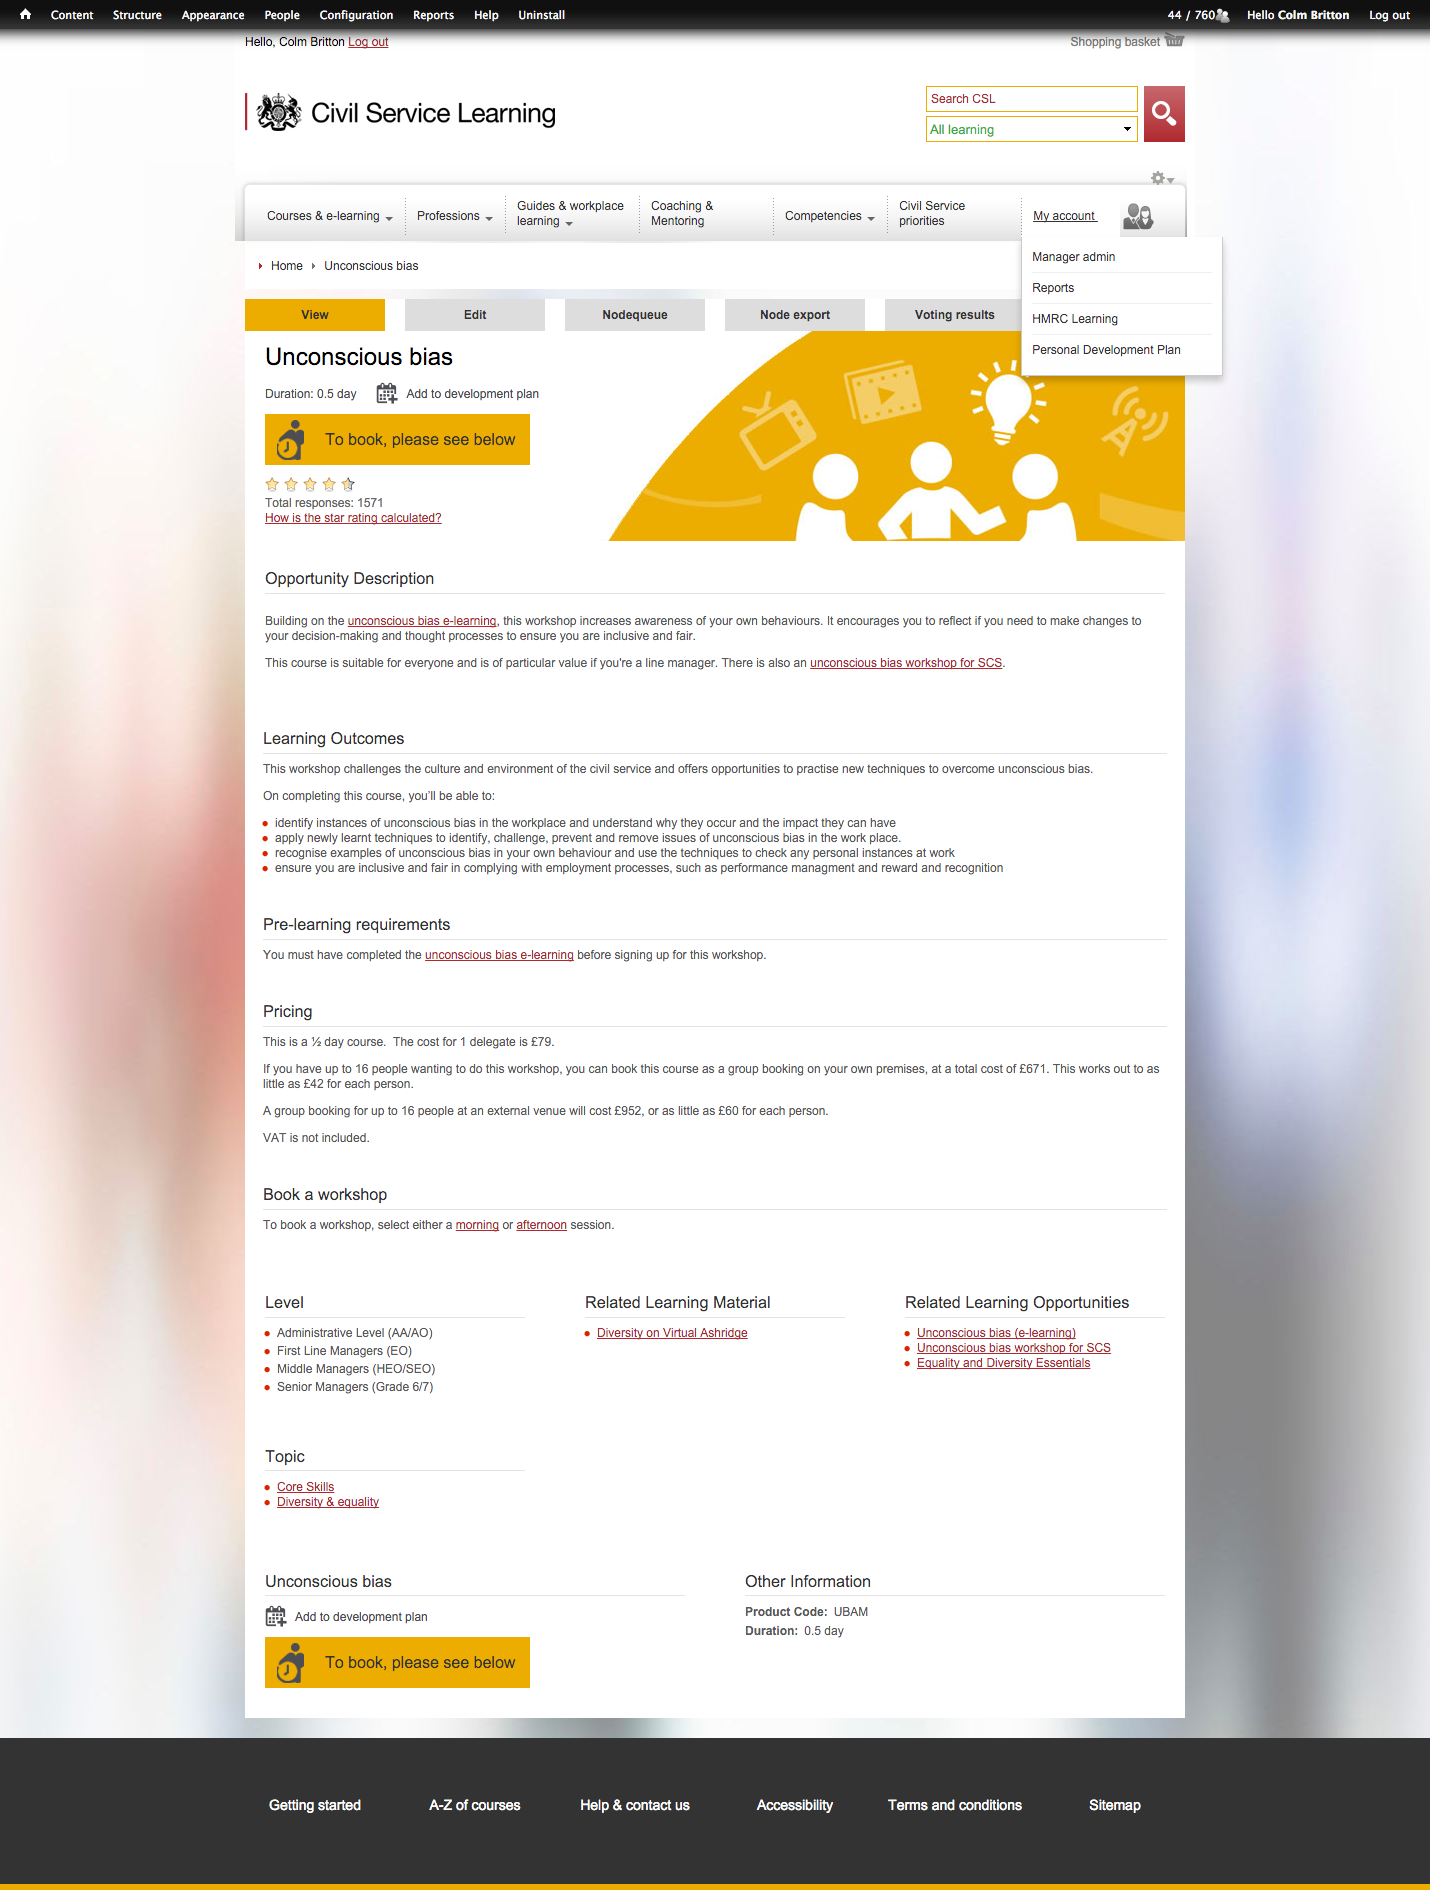 Content Structure Appearance People Configuration Reports Help Uninstall 44 / 760 Hello Colm Britton Log out
Hello, Colm Britton Log out
Shopping basket
Civil Service Learning
Search CSL
All learning
Courses & e-learning
Professions
Guides & workplace
learning
Coaching &
Mentoring
Competencies
Civil Service
priorities
My account
Manager admin
Reports
HMRC Learning
Personal Development Plan
Home Unconscious bias
View Edit Nodequeue Node export Voting results
Unconscious bias
Duration: 0.5 day Add to development plan
To book, please see below
Total responses: 1571
How is the star rating calculated?
Opportunity Description
Building on the unconscious bias e-learning, this workshop increases awareness of your own behaviours. It encourages you to reflect if you need to make changes to
your decision-making and thought processes to ensure you are inclusive and fair.
This course is suitable for everyone and is of particular value if you're a line manager. There is also an unconscious bias workshop for SCS.
Learning Outcomes
This workshop challenges the culture and environment of the civil service and offers opportunities to practise new techniques to overcome unconscious bias.
On completing this course, you'll be able to:
identify instances of unconscious bias in the workplace and understand why they occur and the impact they can have
apply newly learnt techniques to identify, challenge, prevent and remove issues of unconscious bias in the work place.
recognise examples of unconscious bias in your own behaviour and use the techniques to check any personal instances at work
ensure you are inclusive and fair in complying with employment processes, such as performance managment and reward and recognition
Pre-learning requirements
You must have completed the unconscious bias e-learning before signing up for this workshop.
Pricing
This is a ½ day course. The cost for 1 delegate is £79.
If you have up to 16 people wanting to do this workshop, you can book this course as a group booking on your own premises, at a total cost of £671. This works out to as
little as £42 for each person.
A group booking for up to 16 people at an external venue will cost £952, or as little as £60 for each person.
VAT is not included.
Book a workshop
To book a workshop, select either a morning or afternoon session.
Level
Administrative Level (AA/AO)
First Line Managers (EO)
Middle Managers (HEO/SEO)
Senior Managers (Grade 6/7)
Related Learning Material
Diversity on Virtual Ashridge
Related Learning Opportunities
Unconscious bias (e-learning)
Unconscious bias workshop for SCS
Equality and Diversity Essentials
Topic
Core Skills
Diversity & equality
Unconscious bias
Add to development plan
To book, please see below
Other Information
Product Code: UBAM
Duration: 0.5 day
Getting started A-Z of courses Help & contact us Accessibility Terms and conditions Sitemap